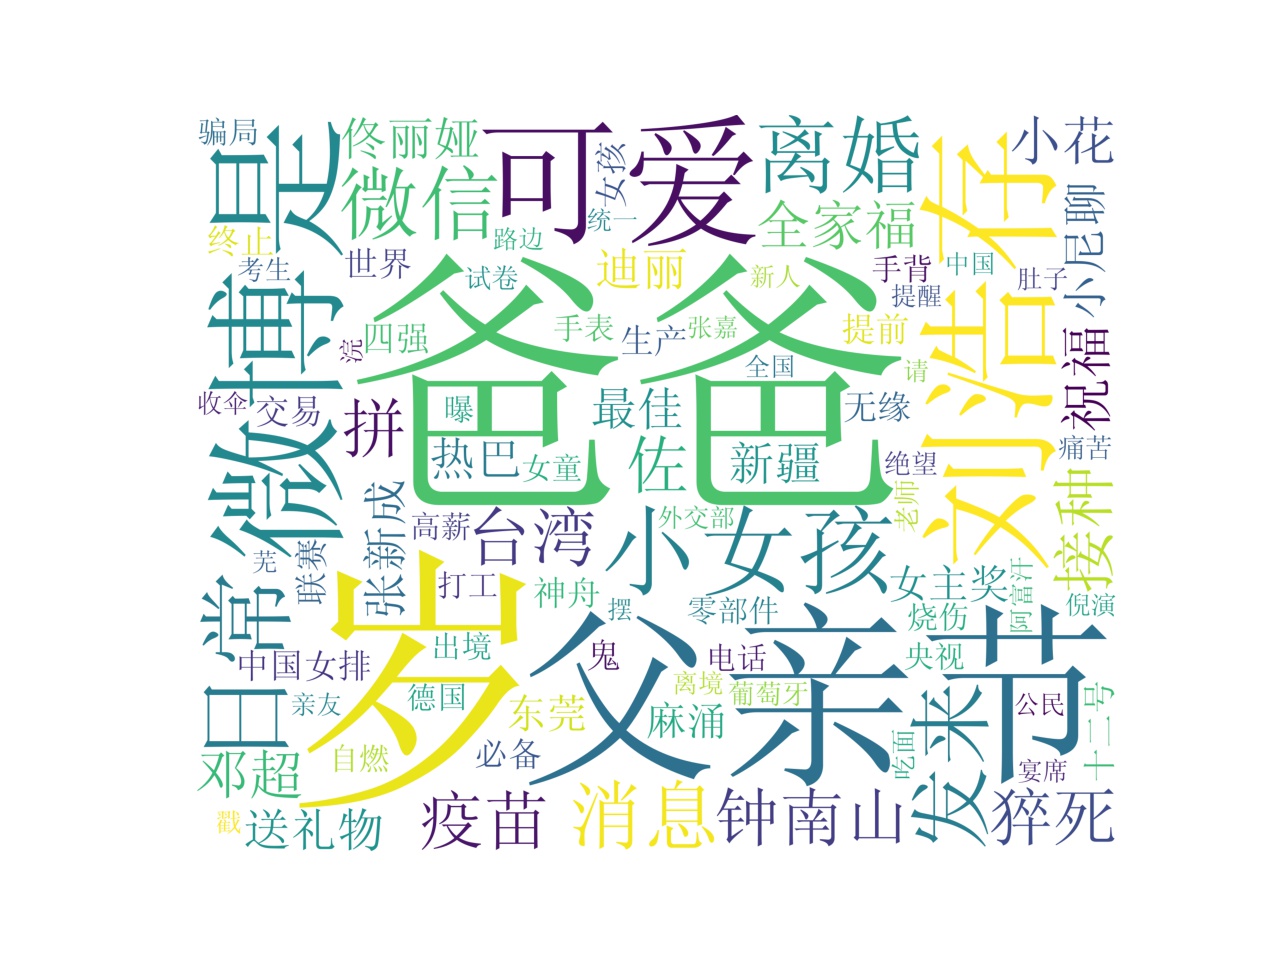 骗局
佟丽娅
可爱
女孩
离婚
小花
是
微信
统一
全家福
刘浩存
小尼聊
终止
路边
考生
世界
试卷
迪丽
新人
手背
中国
肚子
提醒
微博
爸爸
浣
四强
手表
生产
张嘉
提前
祝福
全国
请
收伞
交易
拼
曝
最佳
无缘
痛苦
热巴
女童
佐
新疆
绝望
张新成
高薪
台湾
外交部
老师
接种
小女孩
芜
联赛
打工
神舟
摆
零部件
女主奖
阿富汗
倪演
日常
岁
父亲节
烧伤
中国女排
出境
鬼
电话
央视
亲友
德国
东莞
离境
麻涌
葡萄牙
发来
公民
十二号
邓超
自燃
必备
吃面
宴席
戳
送礼物
疫苗
消息
钟南山
猝死